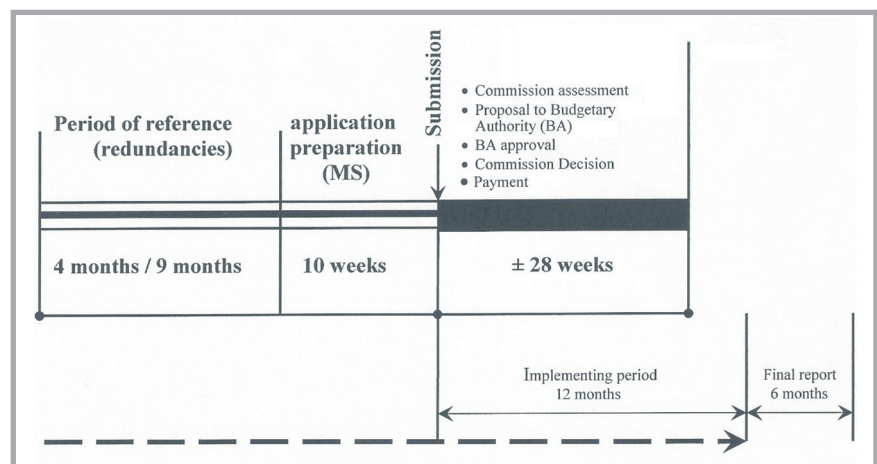 Period of reference
(redundancies)
application
preparation
(MS)
Submission
• Commission assessment
• Proposal to Budgetary
Authority (BA)
• BA approval
• Commission Decision
• Payment
4 months / 9 months
10 weeks
± 28 weeks
Implementing period
12 months
Final report
6 months